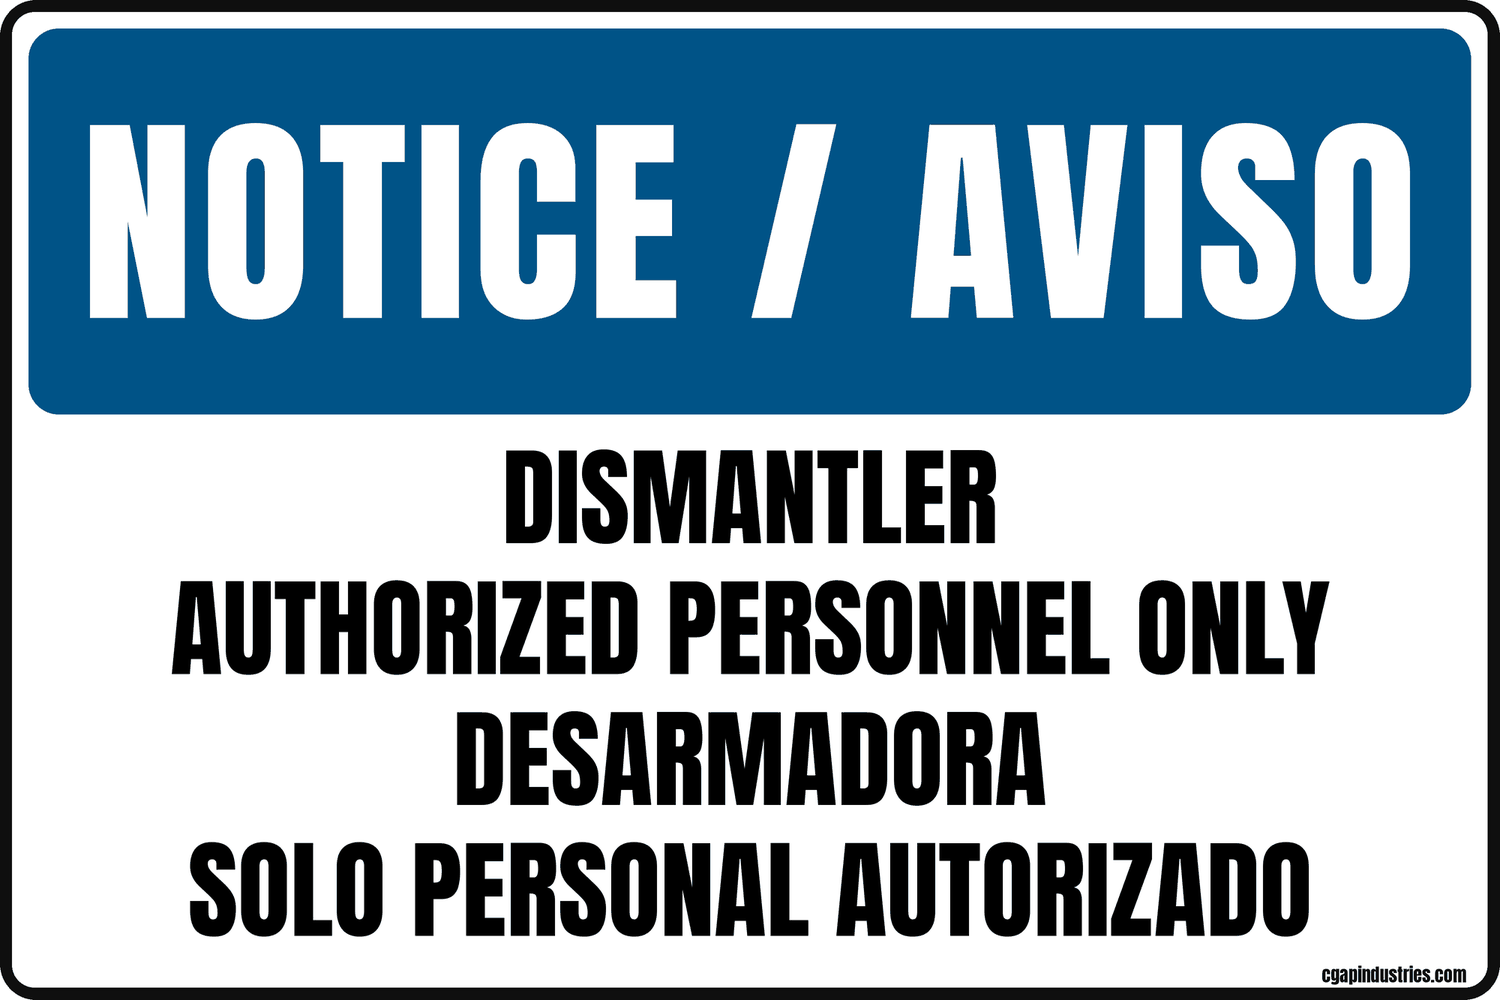 NOTICE / AVISO
DISMANTLER
AUTHORIZED PERSONNEL ONLY
DESARMADORA
SOLO PERSONAL AUTORIZADO
cgapindustries.com